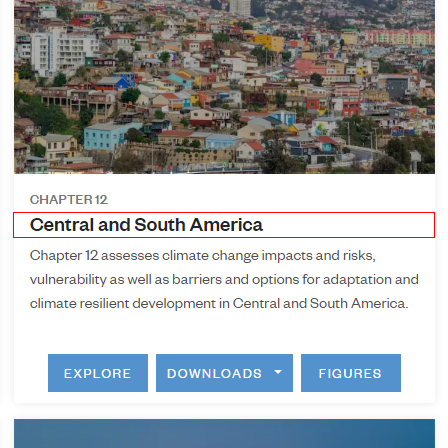 CHAPTER 12
Central and South America
Chapter 12 assesses climate change impacts and risks,
vulnerability as well as barriers and options for adaptation and
climate resilient development in Central and South America.
EXPLORE DOWNLOADS FIGURES